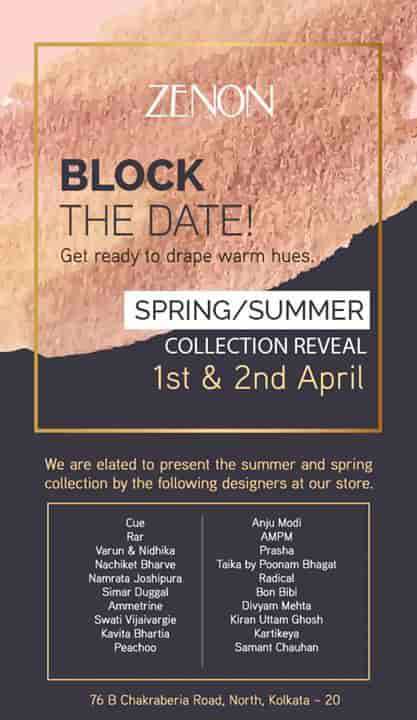 ZENON
BLOCK
THE DATE!
Get ready to drape warm hues.
SPRING/SUMMER
COLLECTION REVEAL
1st & 2nd April
We are elated to present the summer and spring
collection by the following designers at our store.
Cue
Rar
Varun & Nidhika
Nachiket Bharve
Namrata Joshipura
Simar Duggal
Ammetrine
Swati Vijaivargie
Kavita Bhartia
Peachoo
Anju Modi
AMPM
Prasha
Taika by Poonam Bhagat
Radical
Bon Bibi
Divyam Mehta
Kiran Uttam Ghosh
Kartikeya
Samant Chauhan
76 B Chakraberia Road, North, Kolkata – 20